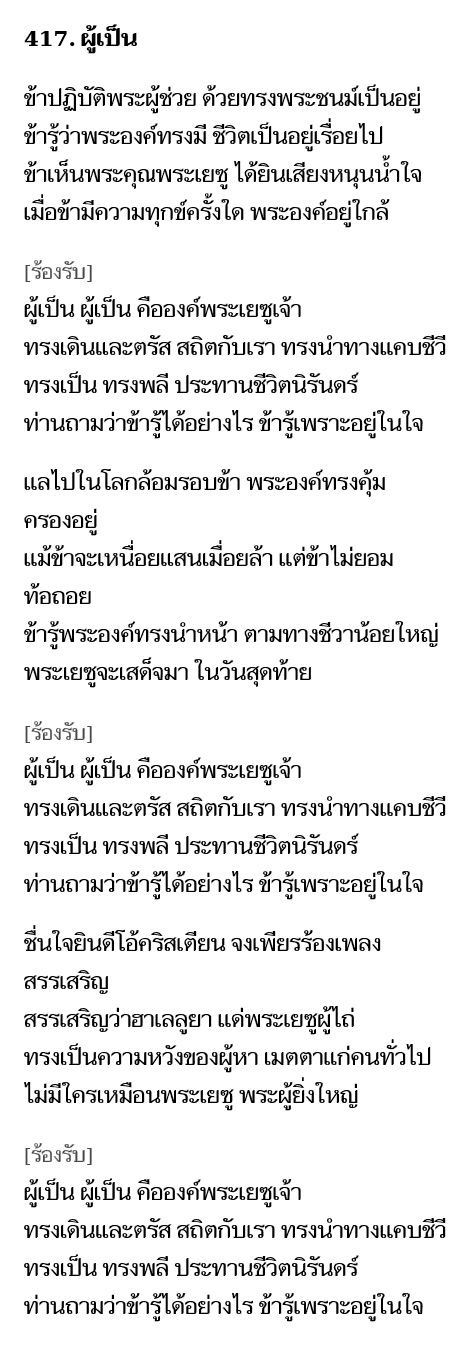 417. ผู้เป็น
ข้าปฏิบัติพระผู้ช่วย ด้วยทรงพระชนม์เป็นอยู่
ข้ารู้ว่าพระองค์ทรงมี ชีวิตเป็นอยู่เรื่อยไป
ข้าเห็นพระคุณพระเยซู ได้ยินเสียงหนุนน้ำใจ
เมื่อข้ามีความทุกข์ครั้งใด พระองค์อยู่ใกล้
[ร้องรับ]
ผู้เป็น ผู้เป็น คือองค์พระเยซูเจ้า
ทรงเดินและตรัส สถิตกับเรา ทรงนำทางแคบชีวี
ทรงเป็น ทรงพลี ประทานชีวิตนิรันดร์
ท่านถามว่าข้ารู้ได้อย่างไร ข้ารู้เพราะอยู่ในใจ
แลไปในโลกล้อมรอบข้า พระองค์ทรงคุ้ม
ครองอยู่
แม้ข้าจะเหนื่อยแสนเมื่อยล้า แต่ข้าไม่ยอม
ท้อถอย
ข้ารู้พระองค์ทรงนำหน้า ตามทางชีวาน้อยใหญ่
พระเยซูจะเสด็จมา ในวันสุดท้าย
[ร้องรับ]
ผู้เป็น ผู้เป็น คือองค์พระเยซูเจ้า
ทรงเดินและตรัส สถิตกับเรา ทรงนำทางแคบชีวี
ทรงเป็น ทรงพลี ประทานชีวิตนิรันดร์
ท่านถามว่าข้ารู้ได้อย่างไร ข้ารู้เพราะอยู่ในใจ
ชื่นใจยินดีโอ้คริสเตียน จงเพียรร้องเพลง
สรรเสริญ
สรรเสริญว่าฮาเลลูยา แด่พระเยซูผู้ไถ่
ทรงเป็นความหวังของผู้หา เมตตาแก่คนทั่วไป
ไม่มีใครเหมือนพระเยซู พระผู้ยิ่งใหญ่
[ร้องรับ]
ผู้เป็น ผู้เป็น คือองค์พระเยซูเจ้า
ทรงเดินและตรัส สถิตกับเรา ทรงนำทางแคบชีวี
ทรงเป็น ทรงพลี ประทานชีวิตนิรันดร์
ท่านถามว่าข้ารู้ได้อย่างไร ข้ารู้เพราะอยู่ในใจ